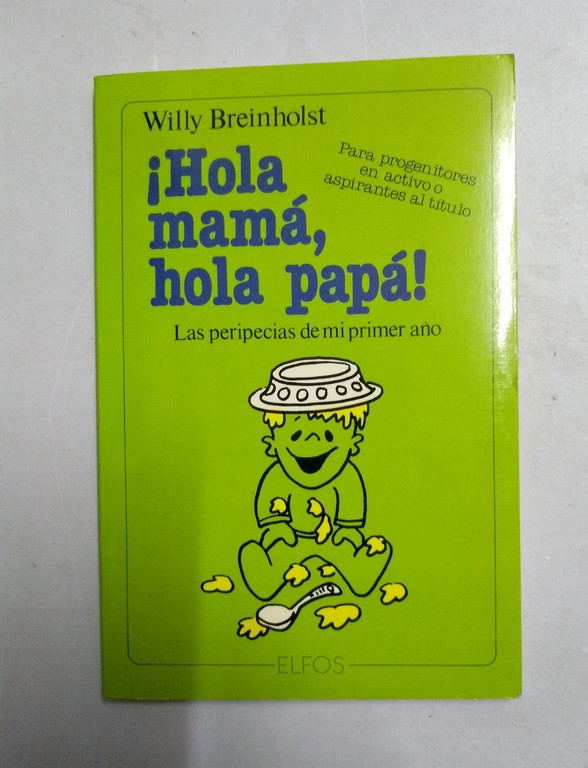 Willy Breinholst
¡Hola
mamá,
hola papá!
Para progenitores
en activo o
aspirantes al título
Las peripecias de mi primer año
ELFOS